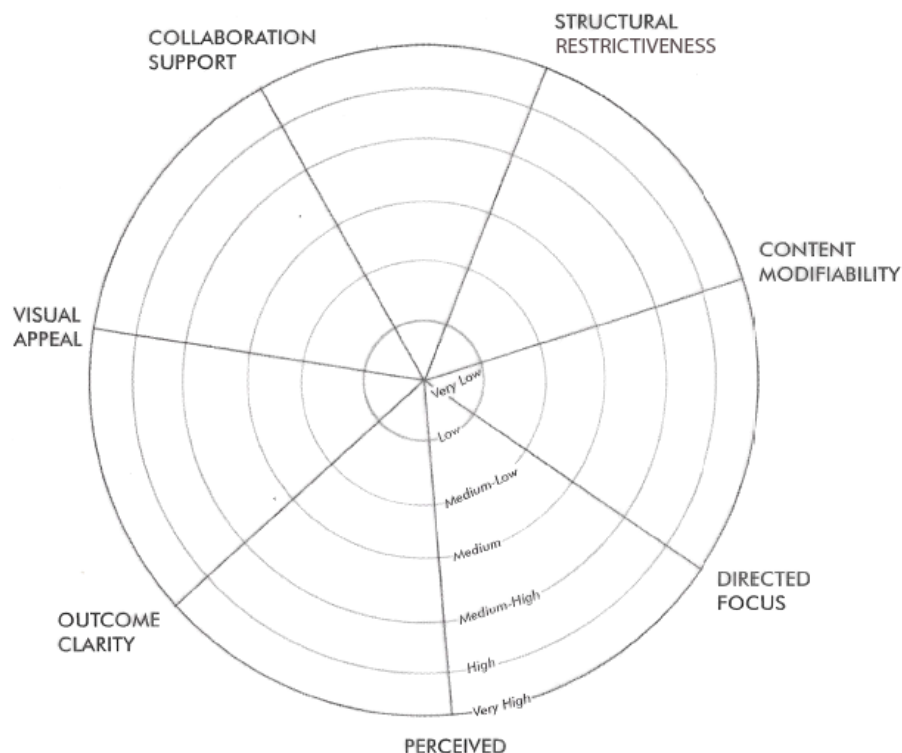 COLLABORATION
SUPPORT
STRUCTURAL
RESTRICTIVENESS
CONTENT
MODIFIABILITY
VISUAL
APPEAL
Very Low
Low
Medium-Low
Medium
Medium-High
High
Very High
DIRECTED
FOCUS
OUTCOME
CLARITY
PERCEIVED